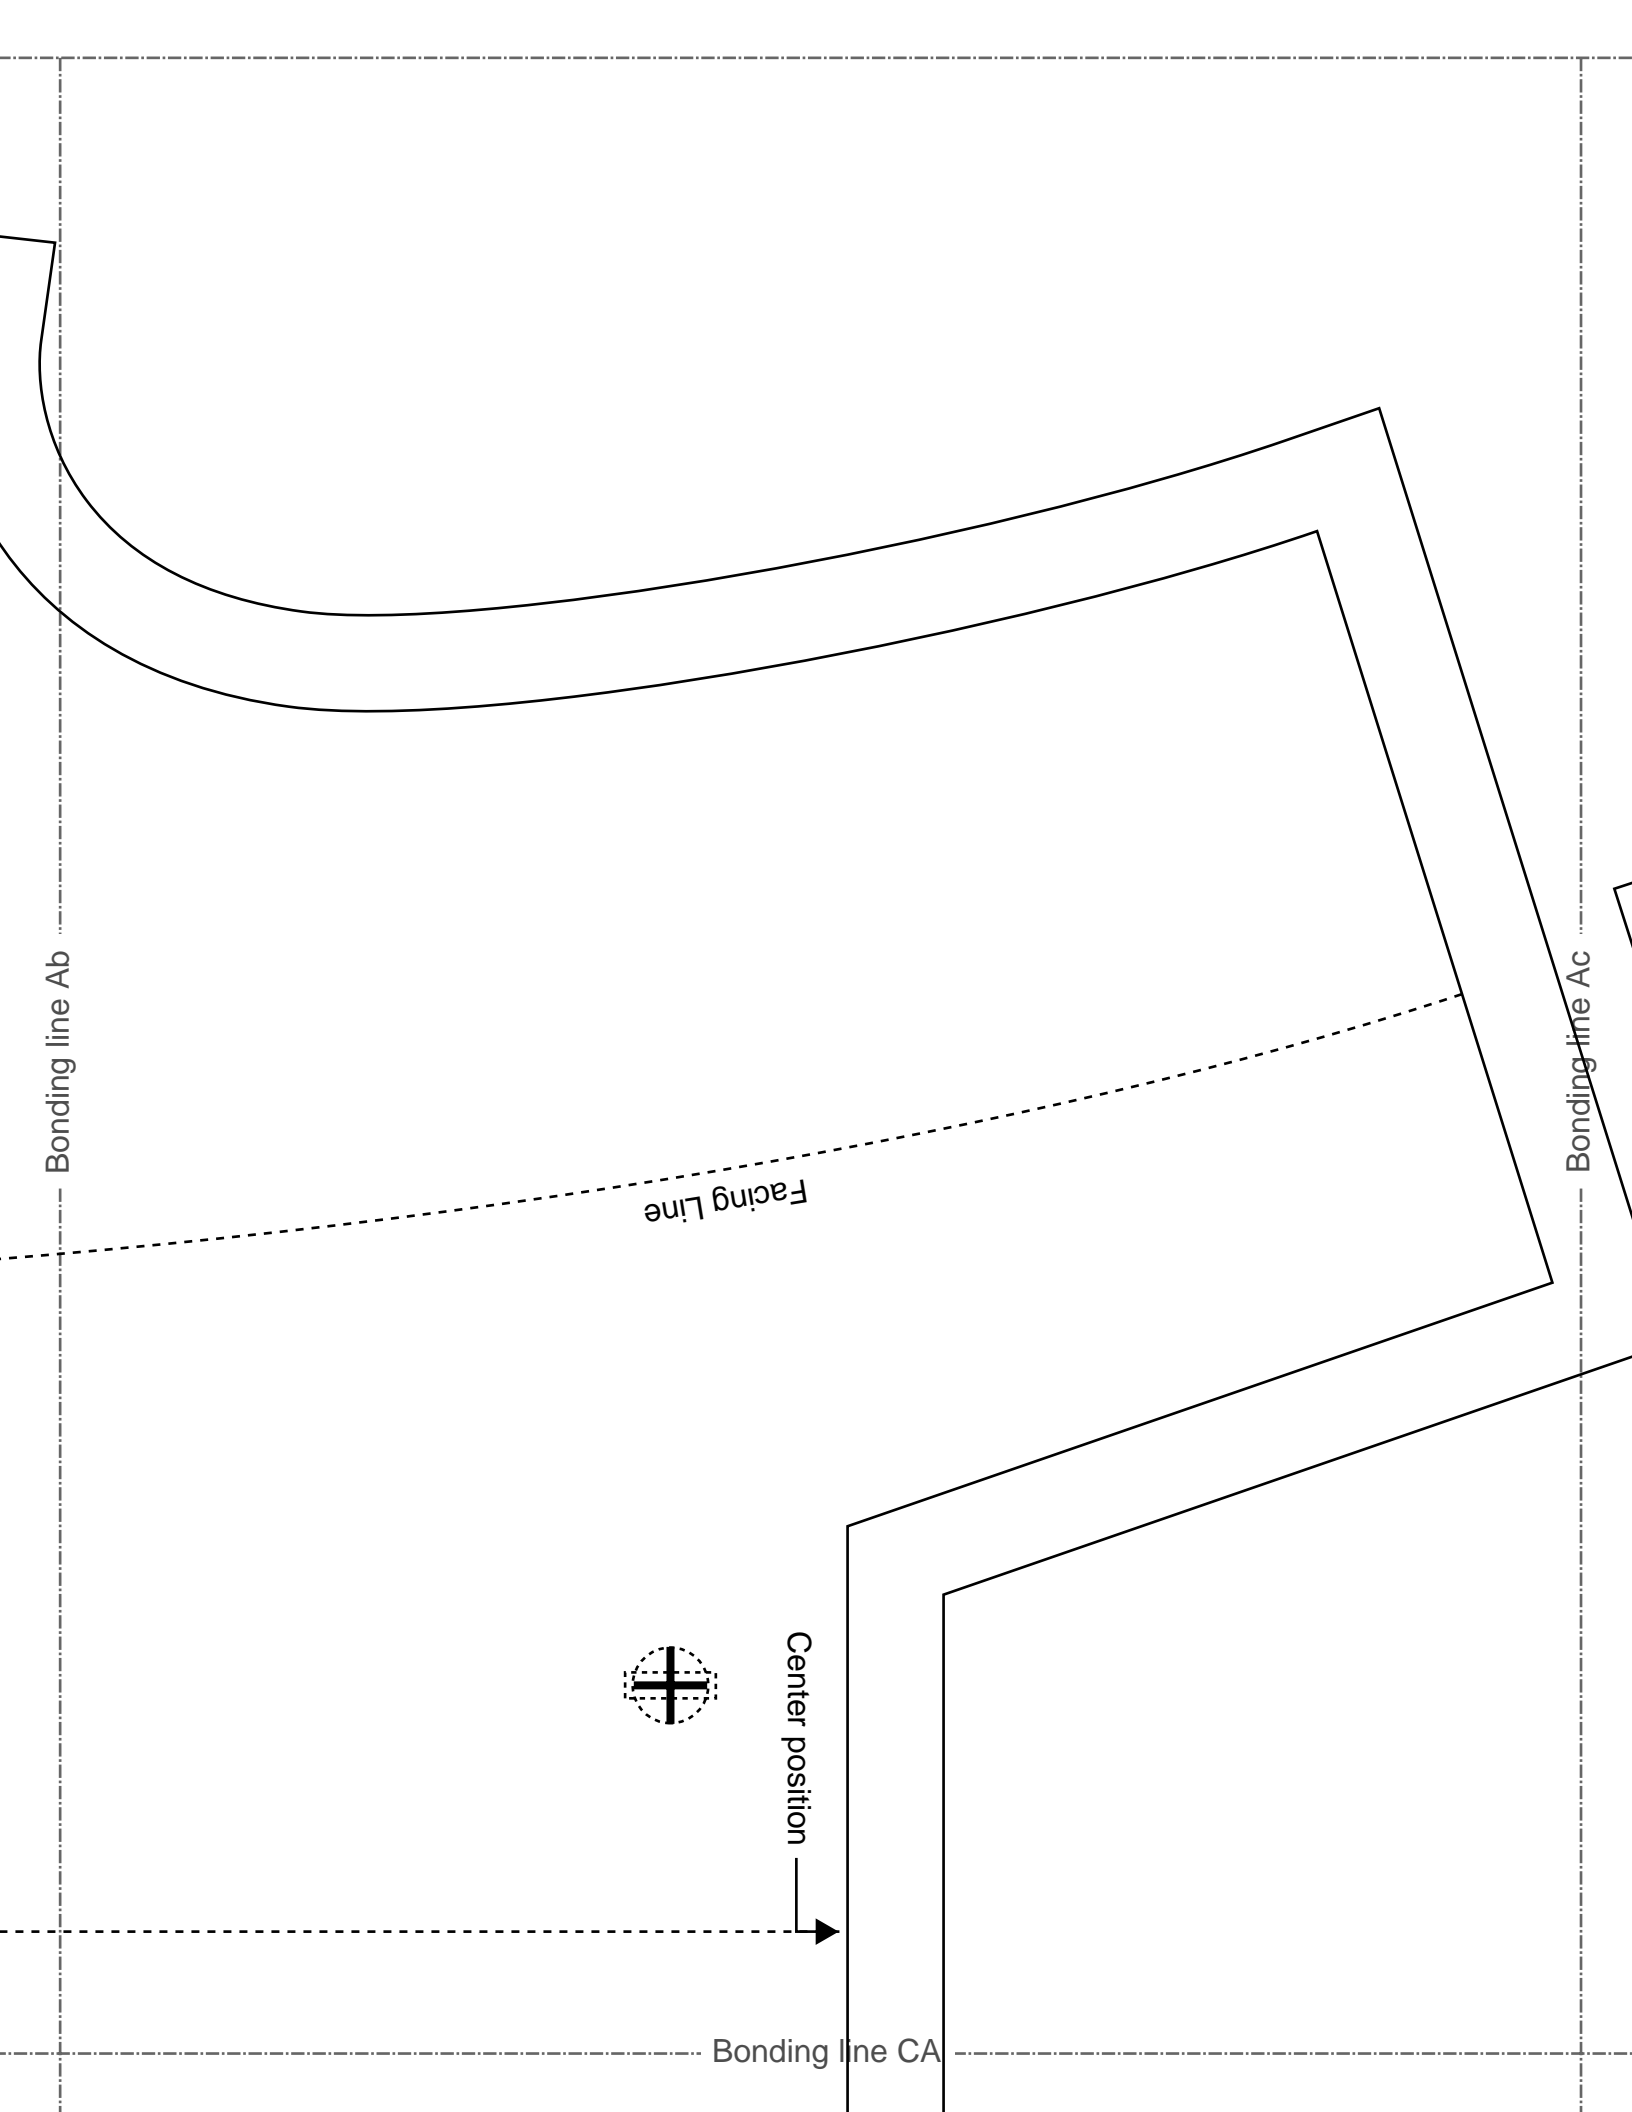 Bonding line Ab
Bonding line Ac
Facing Line
Center position
Bonding line CA